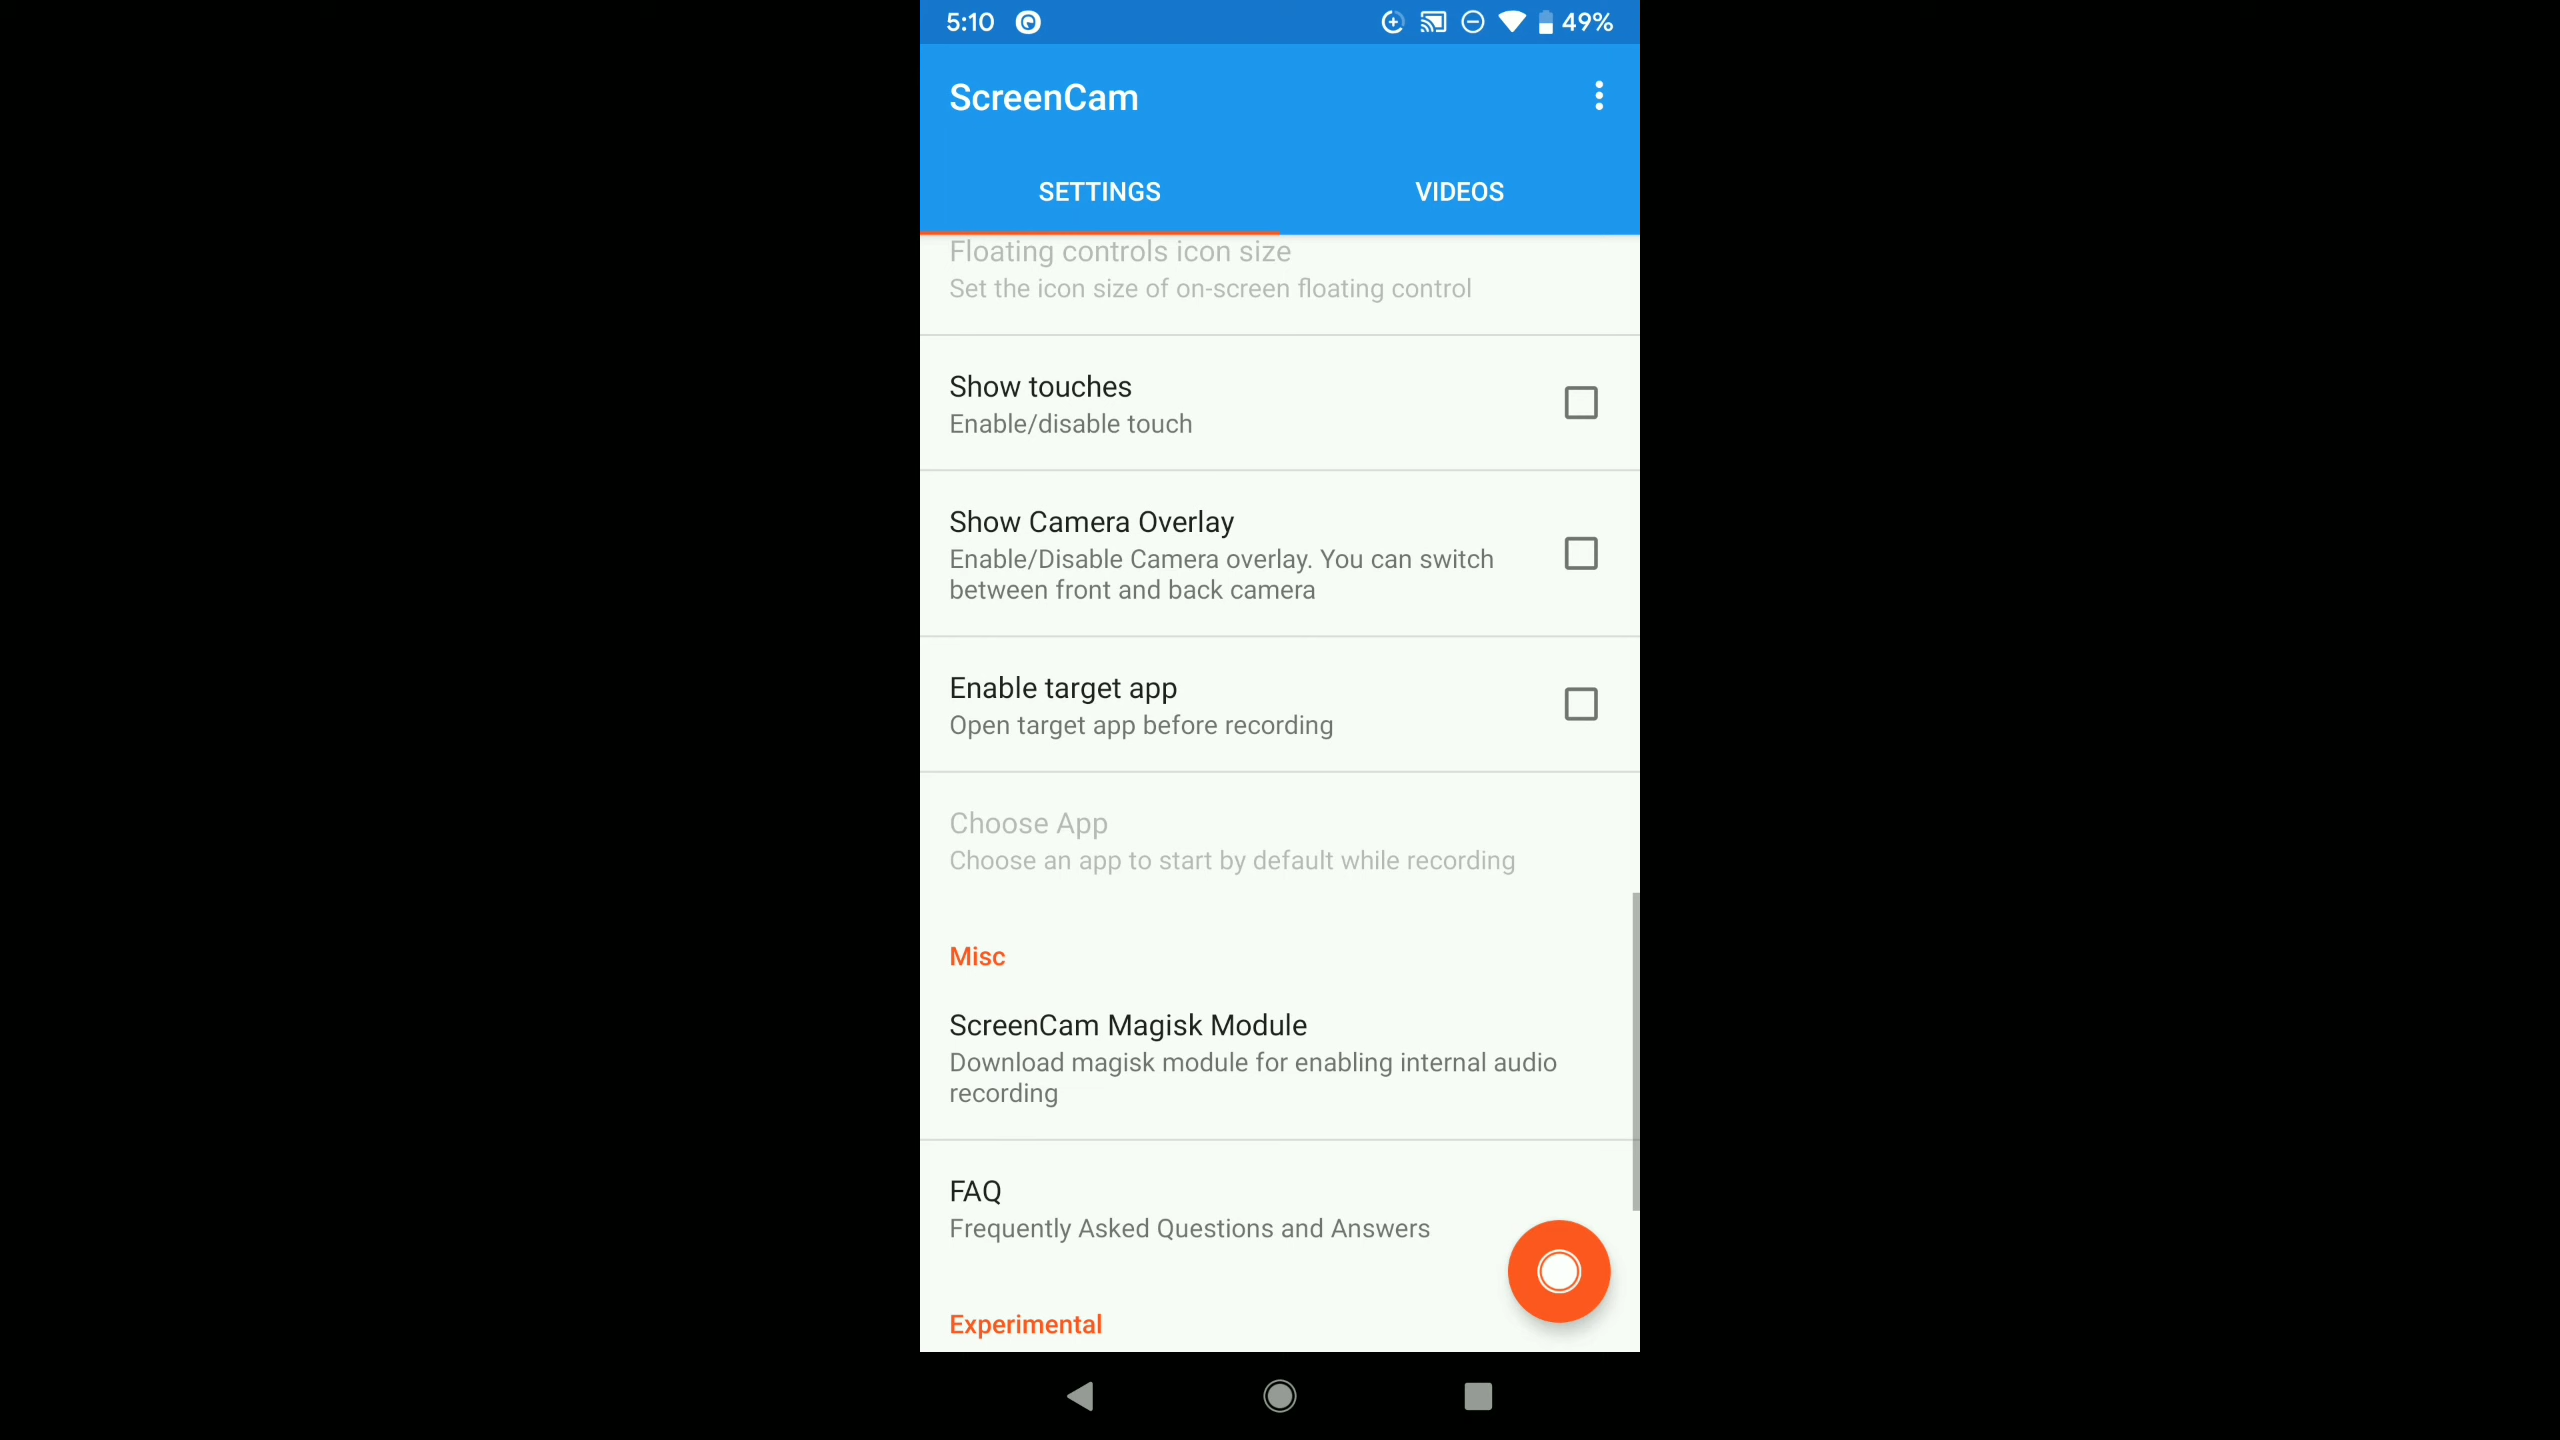 5:10
49%
ScreenCam
SETTINGS
VIDEOS
Floating controls icon size
Set the icon size of on-screen floating control
Show touches
Enable/disable touch
Show Camera Overlay
Enable/Disable Camera overlay. You can switch
between front and back camera
Enable target app
Open target app before recording
Choose App
Choose an app to start by default while recording
Misc
ScreenCam Magisk Module
Download magisk module for enabling internal audio
recording
FAQ
Frequently Asked Questions and Answers
Experimental